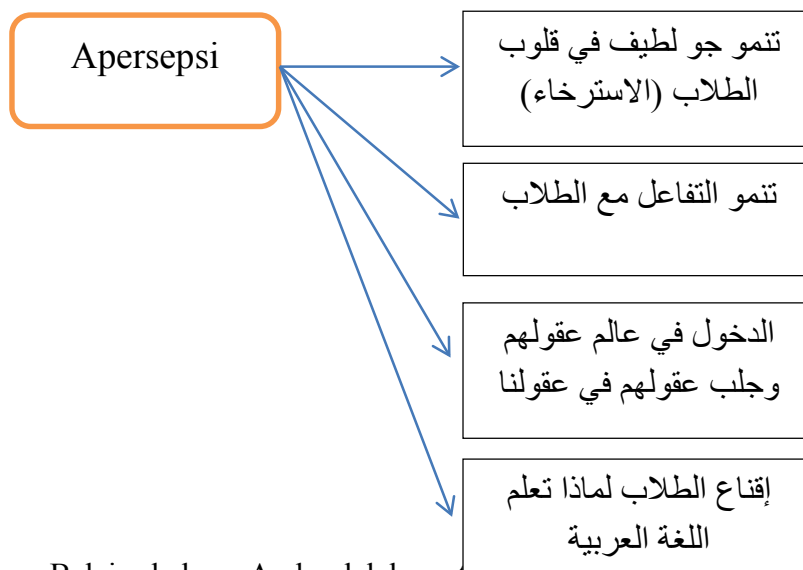 Apersepsi
تنمو جو لطيف في قلوب
الطلاب (الاسترخاء)
تنمو التفاعل مع الطلاب
الدخول في عالم عقولهم
وجلب عقولهم في عقولنا
إقناع الطلاب لماذا تعلم
اللغة العربية